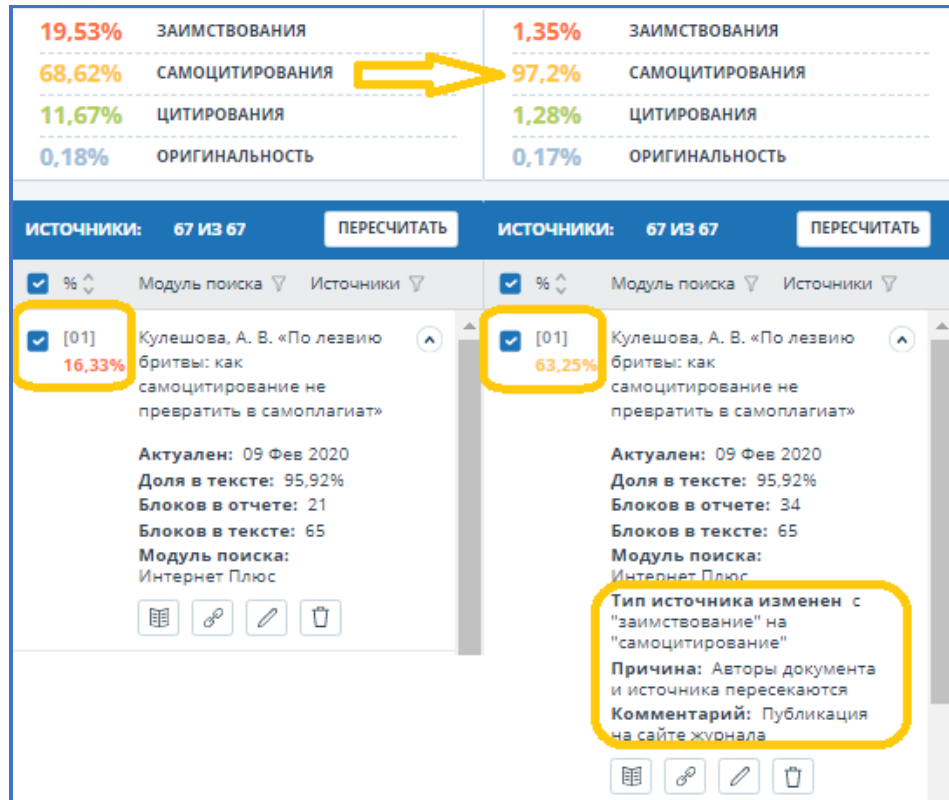 19,53% ЗАИМСТВОВАНИЯ
68,62% САМОЦИТИРОВАНИЯ
11,67% ЦИТИРОВАНИЯ
0,18% ОРИГИНАЛЬНОСТЬ
ИСТОЧНИКИ: 67 ИЗ 67 ПЕРЕСЧИТАТЬ
% Модуль поиска Источники
[01] Кулешова, А. В. «По лезвию
16,33% бритвы: как
самоцитирование не
превратить в самоплагиат»
Актуален: 09 Фев 2020
Доля в тексте: 95,92%
Блоков в отчете: 21
Блоков в тексте: 65
Модуль поиска:
Интернет Плюс
1,35% ЗАИМСТВОВАНИЯ
97,2% САМОЦИТИРОВАНИЯ
1,28% ЦИТИРОВАНИЯ
0,17% ОРИГИНАЛЬНОСТЬ
ИСТОЧНИКИ: 67 ИЗ 67 ПЕРЕСЧИТАТЬ
% Модуль поиска Источники
[01] Кулешова, А. В. «По лезвию
63,25% бритвы: как
самоцитирование не
превратить в самоплагиат»
Актуален: 09 Фев 2020
Доля в тексте: 95,92%
Блоков в отчете: 34
Блоков в тексте: 65
Модуль поиска:
Интернет Плюс
Тип источника изменен с
"заимствование" на
"самоцитирование"
Причина: Авторы документа
и источника пересекаются
Комментарий: Публикация
на сайте журнала